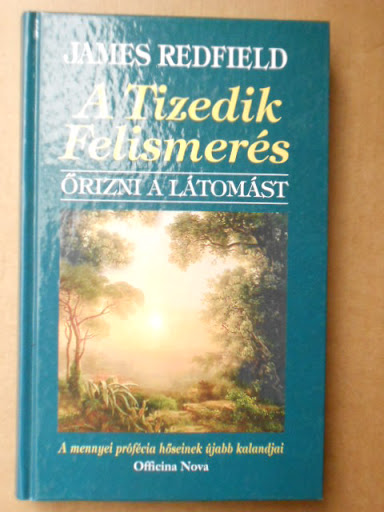 JAMES REDFIELD
A Tizedik
Felismerés
ŐRIZNI A LÁTOMÁST
A mennyei prófécia hőseinek újabb kalandjai
Officina Nova